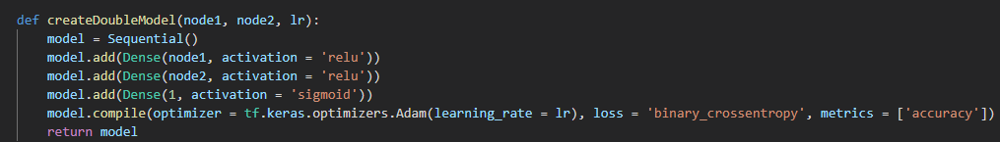 def createDoubleModel(node1, node2, lr):
    model = Sequential()
    model.add(Dense(node1, activation = 'relu'))
    model.add(Dense(node2, activation = 'relu'))
    model.add(Dense(1, activation = 'sigmoid'))
    model.compile(optimizer = tf.keras.optimizers.Adam(learning_rate = lr), loss = 'binary_crossentropy', metrics = ['accuracy'])
    return model